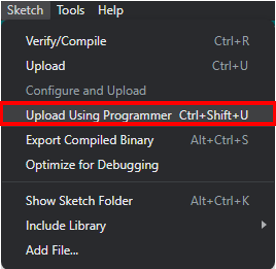 Sketch Tools Help
Verify/Compile Ctrl+R
Upload Ctrl+U
Configure and Upload
Upload Using Programmer Ctrl+Shift+U
Export Compiled Binary Alt+Ctrl+S
Optimize for Debugging
Show Sketch Folder Alt+Ctrl+K
Include Library
Add File...